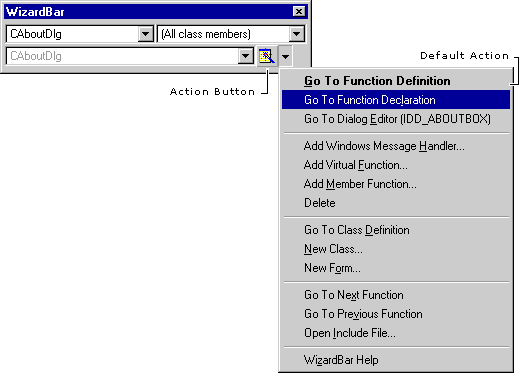 WizardBar
CAboutDlg
(All class members)
CAboutDlg
Default Action
Action Button
Go To Function Definition
Go To Function Declaration
Go To Dialog Editor (IDD_ABOUTBOX)
Add Windows Message Handler...
Add Virtual Function...
Add Member Function...
Delete
Go To Class Definition
New Class...
New Form...
Go To Next Function
Go To Previous Function
Open Include File...
WizardBar Help